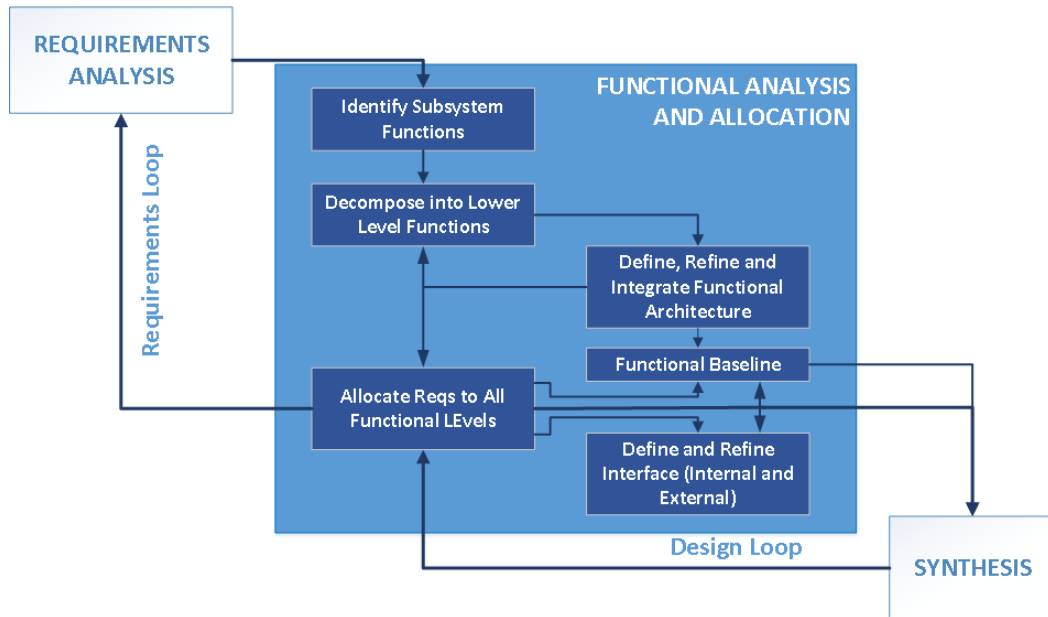 REQUIREMENTS
ANALYSIS
FUNCTIONAL ANALYSIS
AND ALLOCATION
Identify Subsystem
Functions
Requirements Loop
Decompose into Lower
Level Functions
Define, Refine and
Integrate Functional
Architecture
Functional Baseline
Allocate Reqs to All
Functional LEvels
Define and Refine
Interface (Internal and
External)
Design Loop
SYNTHESIS